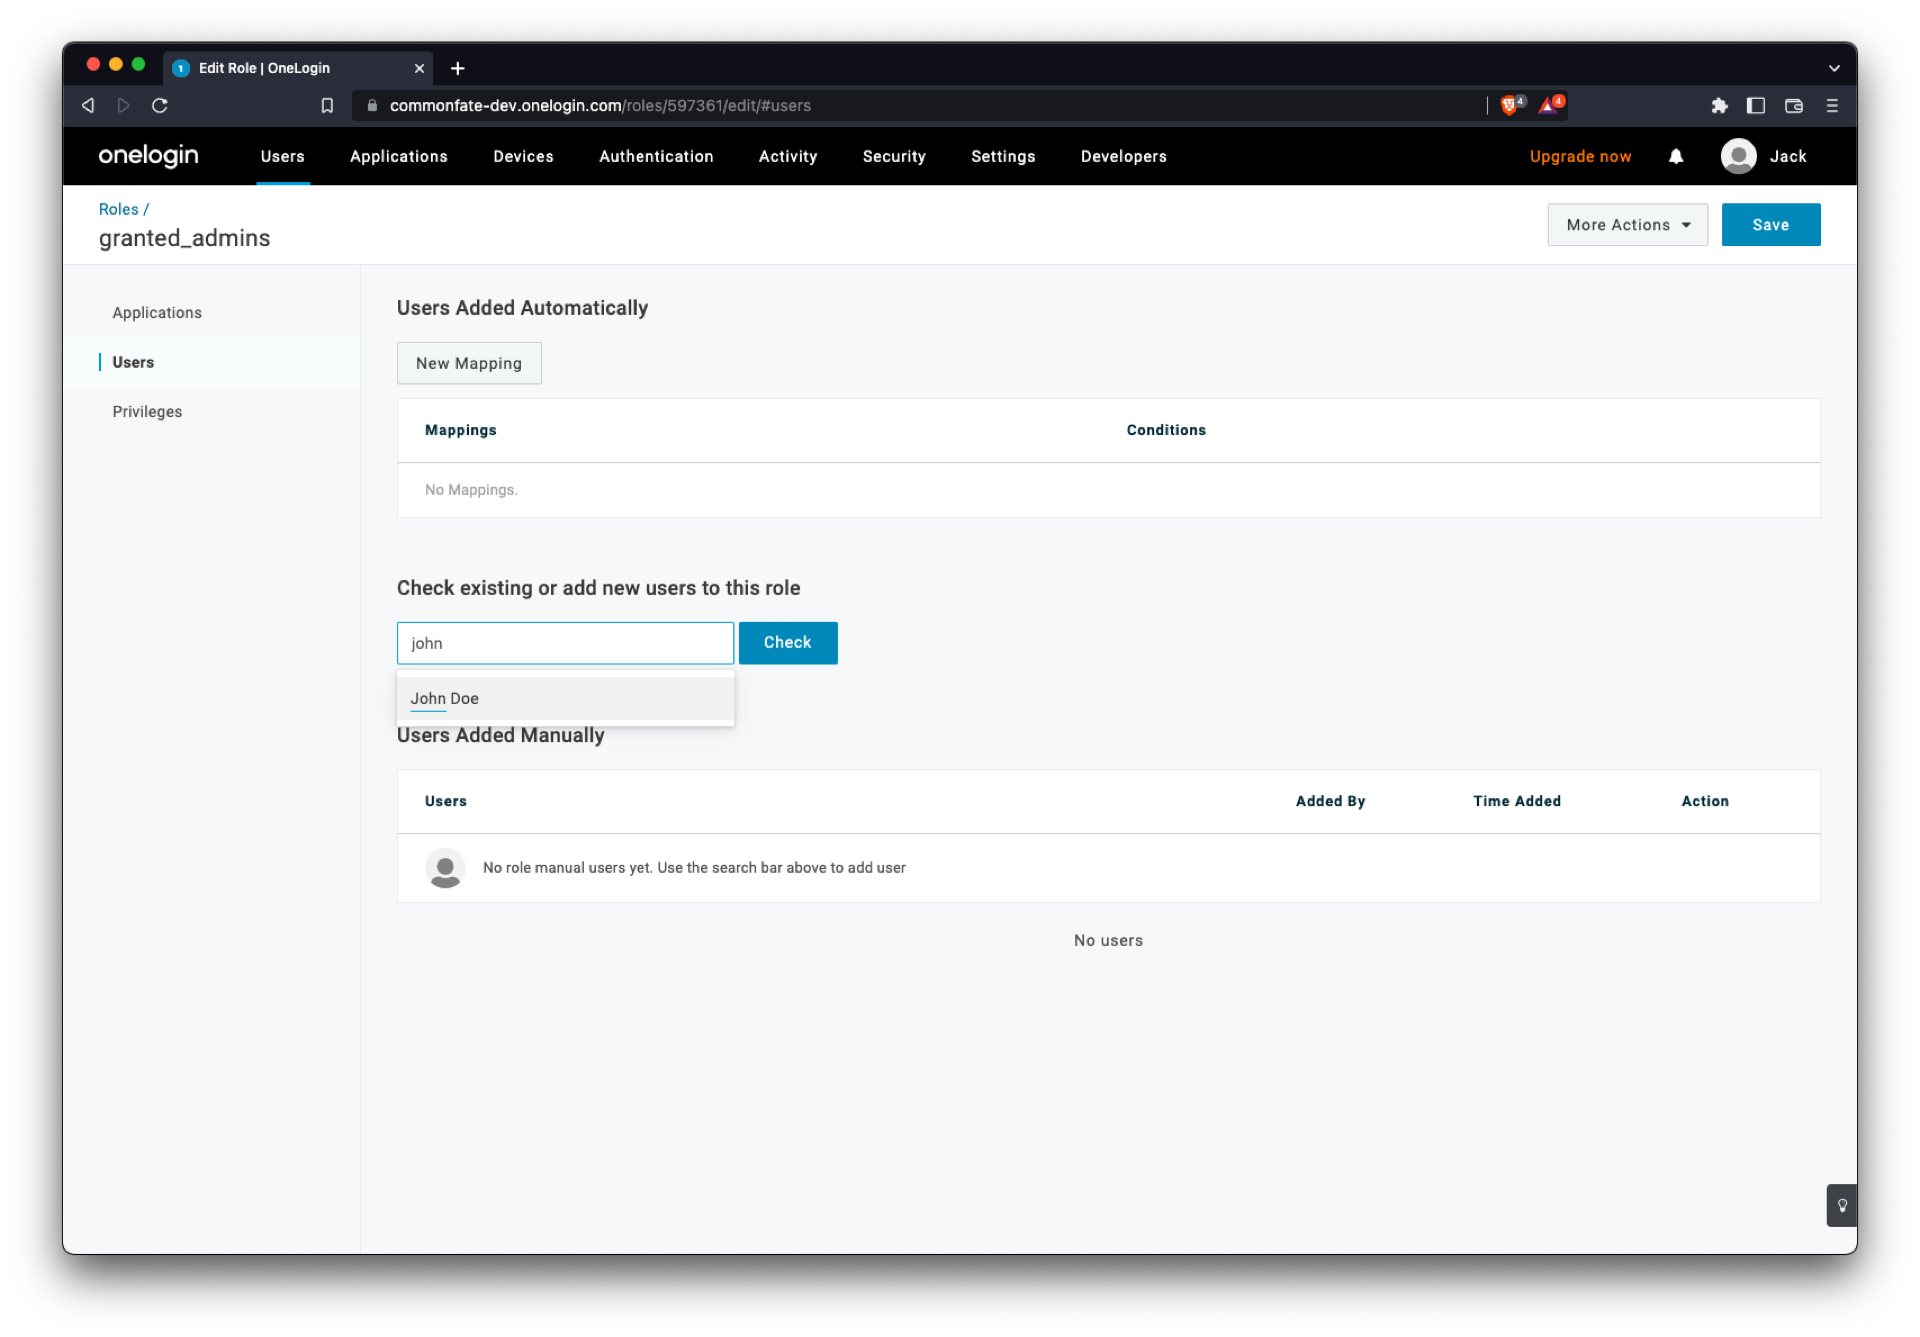 Edit Role | OneLogin
commonfate-dev.onelogin.com/roles/597361/edit/#users
4
4
onelogin
Users
Applications
Devices
Authentication
Activity
Security
Settings
Developers
Upgrade now
Jack
Roles /
granted_admins
More Actions
Save
Applications
Users
Privileges
Users Added Automatically
New Mapping
Mappings
Conditions
No Mappings.
Check existing or add new users to this role
john
Check
John Doe
Users Added Manually
Users
Added By
Time Added
Action
No role manual users yet. Use the search bar above to add user
No users